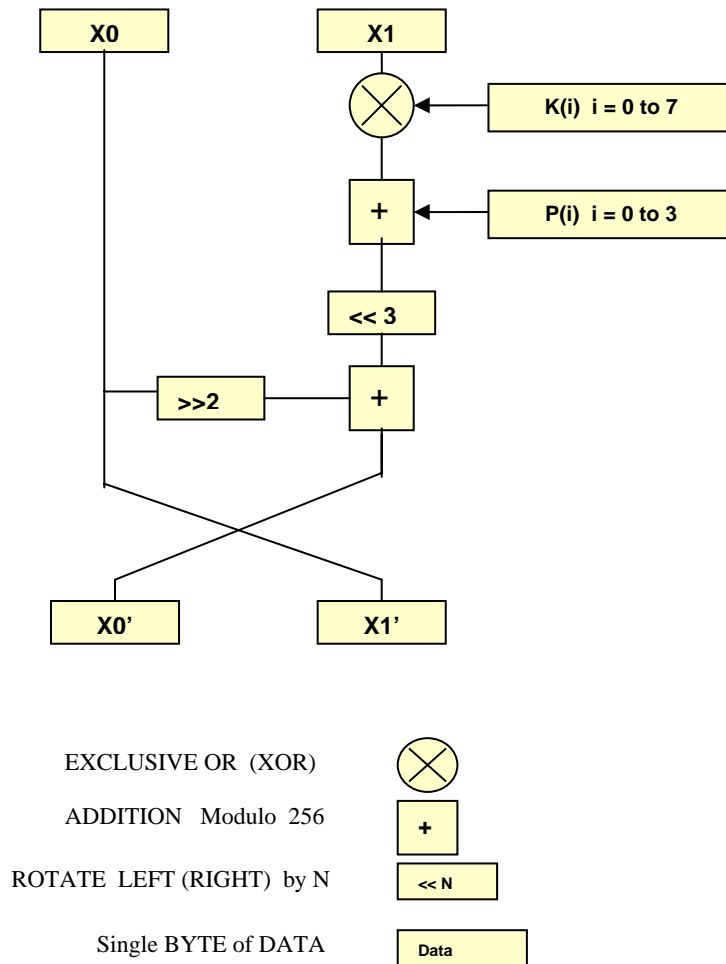 X0 X1
K(i) i = 0 to 7
+
P(i) i = 0 to 3
<< 3
>>2 +
X0’ X1’
EXCLUSIVE OR (XOR)
ADDITION Modulo 256 +
ROTATE LEFT (RIGHT) by N << N
Single BYTE of DATA Data